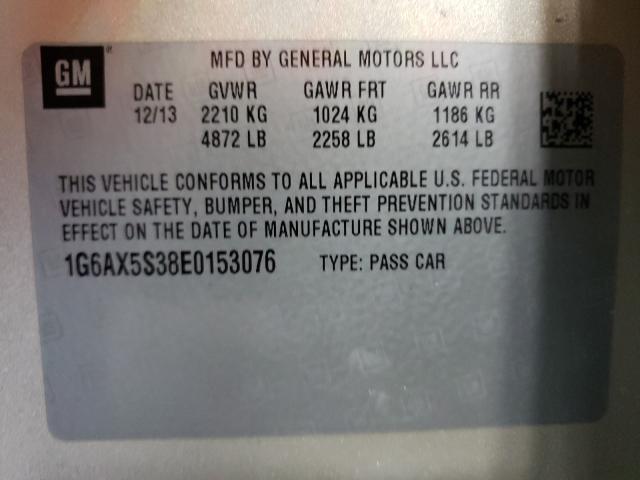 GM
MFD BY GENERAL MOTORS LLC
DATE GVWR GAWR FRT GAWR RR
12/13 2210 KG 1024 KG 1186 KG
4872 LB 2258 LB 2614 LB
THIS VEHICLE CONFORMS TO ALL APPLICABLE U.S. FEDERAL MOTOR
VEHICLE SAFETY, BUMPER, AND THEFT PREVENTION STANDARDS IN
EFFECT ON THE DATE OF MANUFACTURE SHOWN ABOVE.
1G6AX5S38E0153076 TYPE: PASS CAR